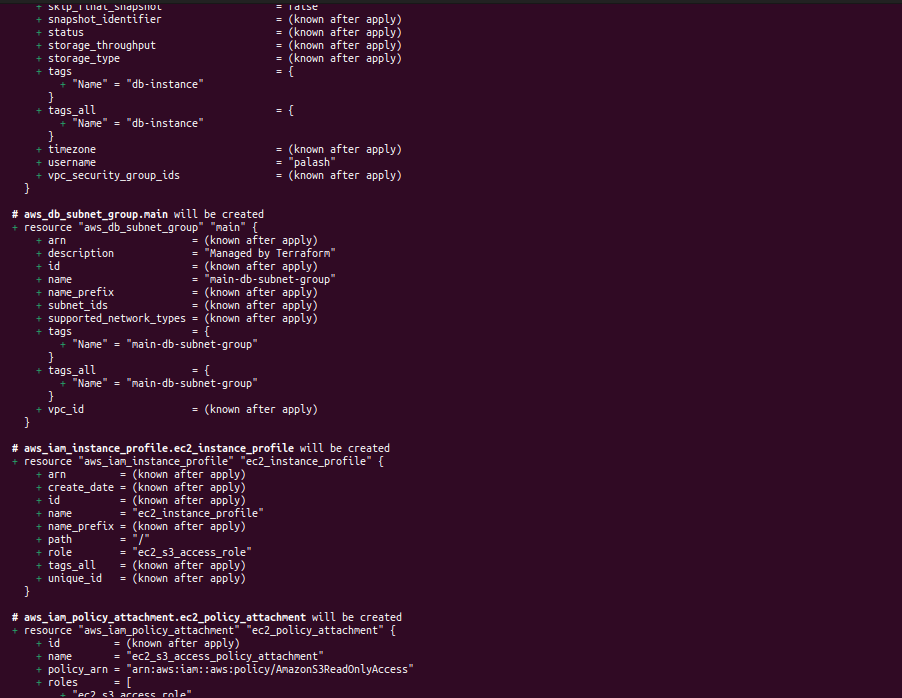 + skip_final_snapshot = false
+ snapshot_identifier = (known after apply)
+ status = (known after apply)
+ storage_throughput = (known after apply)
+ storage_type = (known after apply)
+ tags = {
+ "Name" = "db-instance"
}
+ tags_all = {
+ "Name" = "db-instance"
}
+ timezone = (known after apply)
+ username = "palash"
+ vpc_security_group_ids = (known after apply)
}
# aws_db_subnet_group.main will be created
+ resource "aws_db_subnet_group" "main" {
+ arn = (known after apply)
+ description = "Managed by Terraform"
+ id = (known after apply)
+ name = "main-db-subnet-group"
+ name_prefix = (known after apply)
+ subnet_ids = (known after apply)
+ supported_network_types = (known after apply)
+ tags = {
+ "Name" = "main-db-subnet-group"
}
+ tags_all = {
+ "Name" = "main-db-subnet-group"
}
+ vpc_id = (known after apply)
}
# aws_iam_instance_profile.ec2_instance_profile will be created
+ resource "aws_iam_instance_profile" "ec2_instance_profile" {
+ arn = (known after apply)
+ create_date = (known after apply)
+ id = (known after apply)
+ name = "ec2_instance_profile"
+ name_prefix = (known after apply)
+ path = "/"
+ role = "ec2_s3_access_role"
+ tags_all = (known after apply)
+ unique_id = (known after apply)
}
# aws_iam_policy_attachment.ec2_policy_attachment will be created
+ resource "aws_iam_policy_attachment" "ec2_policy_attachment" {
+ id = (known after apply)
+ name = "ec2_s3_access_policy_attachment"
+ policy_arn = "arn:aws:iam::aws:policy/AmazonS3ReadOnlyAccess"
+ roles = [
+ "ec2_s3_access_role"